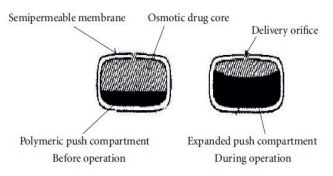 Semipermeable membrane
Osmotic drug core
Delivery orifice
Polymeric push compartment
Expanded push compartment
Before operation
During operation